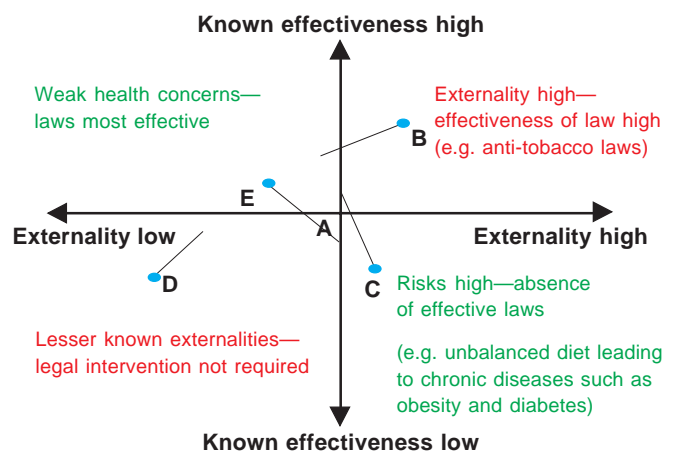 Known effectiveness high
Weak health concerns—
laws most effective
Externality high—
effectiveness of law high
(e.g. anti-tobacco laws)
B
E
A
Externality low
Externality high
D
C
Risks high—absence
of effective laws
(e.g. unbalanced diet leading
to chronic diseases such as
obesity and diabetes)
Lesser known externalities—
legal intervention not required
Known effectiveness low